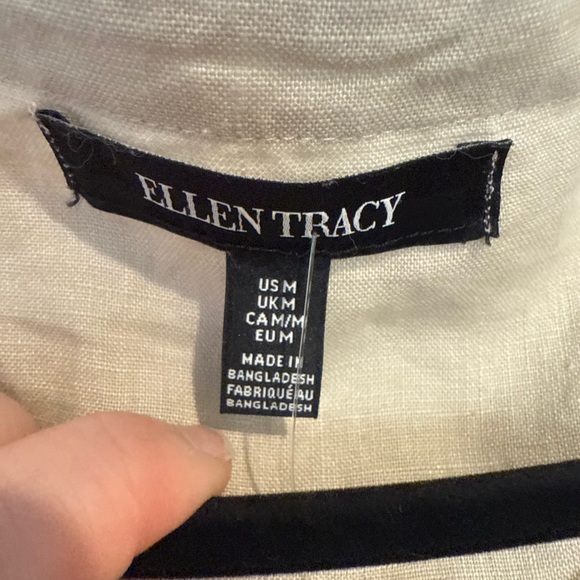 ELLEN TRACY
US M
UK M
CA M/M
EU M
MADE IN
BANGLADESH
FABRIQUÉ AU
BANGLADESH